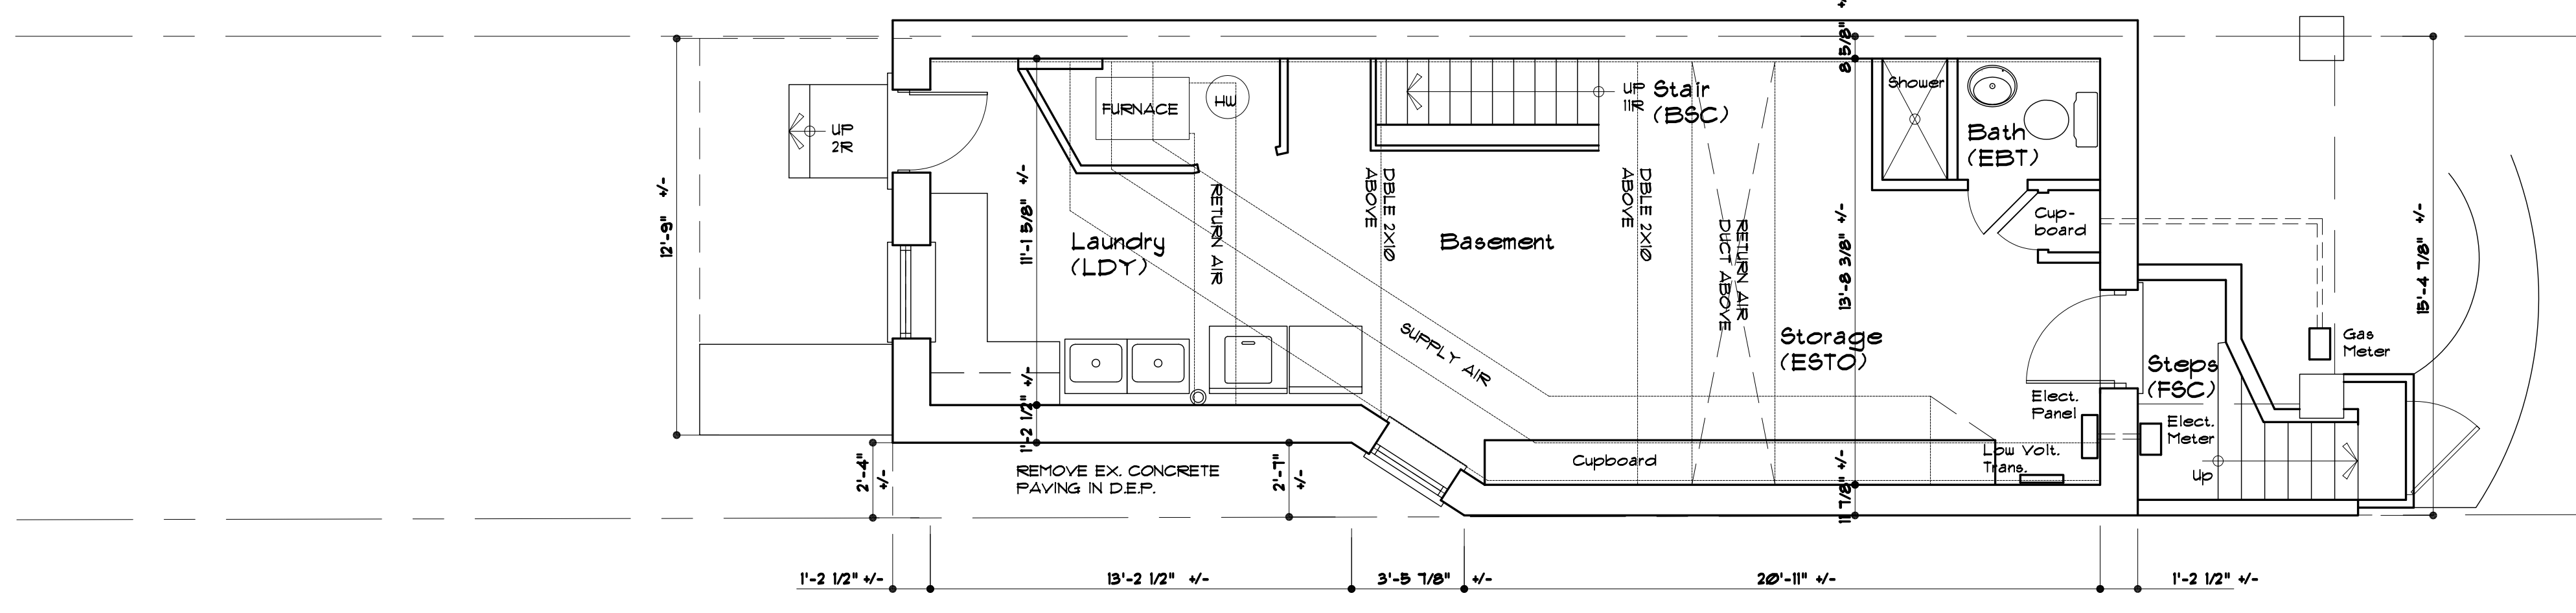 8 5/8" +/-
Shower
FURNACE
HW
UP
11R
Stair
(BSC)
UP
2R
Bath
(EBT)
12'-9" +/-
11'-1 5/8" +/-
RETURN AIR
DBLE 2X10
ABOVE
DBLE 2X10
ABOVE
RETURN AIR
DUCT ABOVE
13'-8 3/8" +/-
Cup-
board
15'-4 7/8" +/-
Laundry
(LDY)
Basement
SUPPLY AIR
Storage
(ESTO)
Gas
Meter
Steps
(FSC)
Elect.
Panel
Elect.
Meter
1'-2 1/2" +/-
2'-4"
+/-
REMOVE EX. CONCRETE
PAVING IN D.E.P.
2'-7"
+/-
Cupboard
11 7/8" +/-
Low Volt.
Trans.
Up
1'-2 1/2" +/-
13'-2 1/2" +/-
3'-5 7/8" +/-
20'-11" +/-
1'-2 1/2" +/-